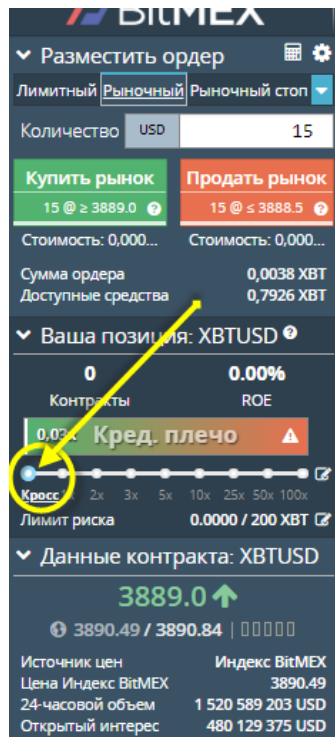 BitMEX
Разместить ордер
Лимитный Рыночный Рыночный стоп
Количество USD 15
Купить рынок Продать рынок
15 @ ≥ 3889.0 ? 15 @ ≤ 3888.5 ?
Стоимость: 0,000... Стоимость: 0,000...
Сумма ордера 0,0038 XBT
Доступные средства 0,7926 XBT
Ваша позиция: XBTUSD ?
0 0.00%
Контракты ROE
Кред. плечо
Кросс 2x 3x 5x 10x 25x 50x 100x
Лимит риска 0.0000 / 200 XBT
Данные контракта: XBTUSD
3889.0
3890.49 / 3890.84 |
Источник цен Индекс BitMEX
Цена Индекс BitMEX 3890.49
24-часовой объем 1 520 589 203 USD
Открытый интерес 480 129 375 USD